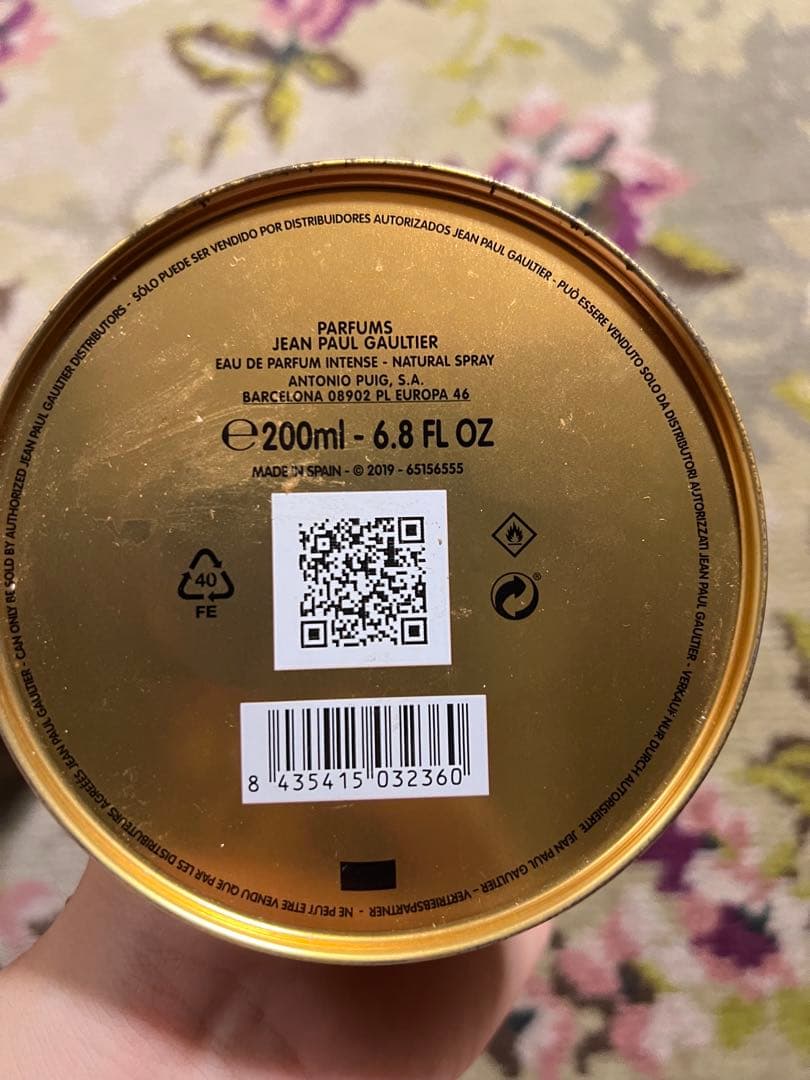 CAN ONLY BE SOLD BY AUTHORIZED JEAN PAUL GAULTIER DISTRIBUTORS - SÓLO PUEDE SER VENDIDO POR DISTRIBUIDORES AUTORIZADOS JEAN PAUL GAULTIER - PUÒ ESSERE VENDUTO SOLO DA DISTRIBUTORI AUTORIZZATI JEAN PAUL GAULTIER - VERKAUF NUR DURCH AUTORISIERTE JEAN PAUL GAULTIER - VERTRIEBSPARTNER - NE PEUT ETRE VENDU QUE PAR LES DISTRIBUTEURS AGREÉS JEAN PAUL GAULTIER -
PARFUMS
JEAN PAUL GAULTIER
EAU DE PARFUM INTENSE - NATURAL SPRAY
ANTONIO PUIG, S.A.
BARCELONA 08902 PL EUROPA 46
℮200ml - 6.8 FL OZ
MADE IN SPAIN - © 2019 - 65156555
40
FE
®
8 435415 032360